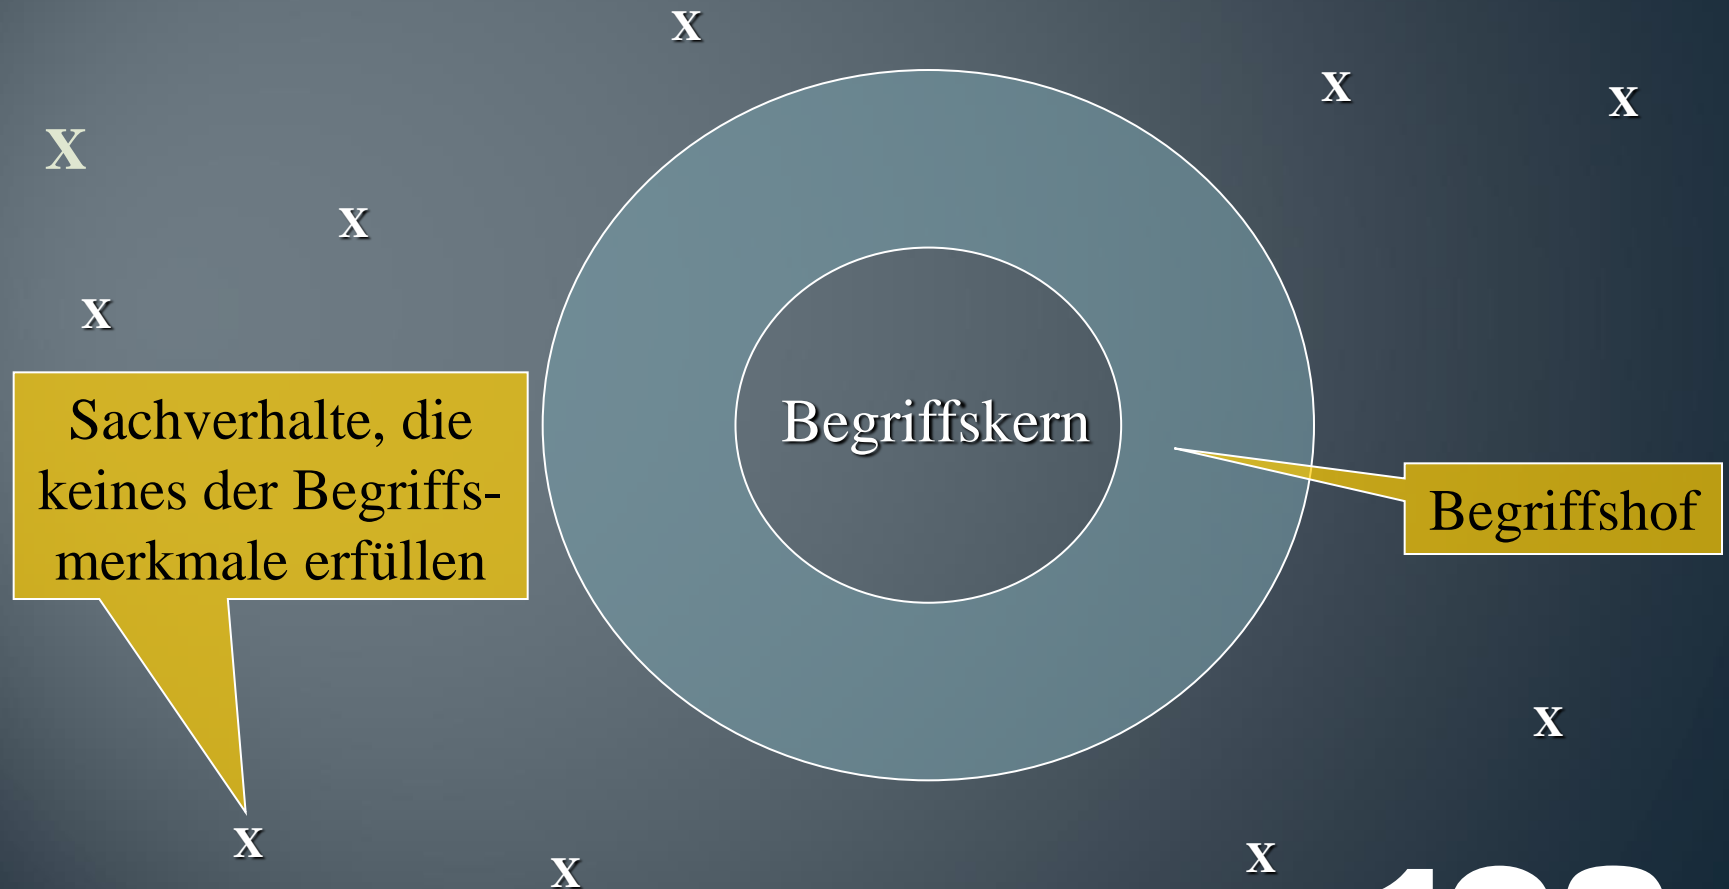 x
x
x
X
x
x
Sachverhalte, die
keines der Begriffs-
merkmale erfüllen
Begriffskern
Begriffshof
x
x
x
x